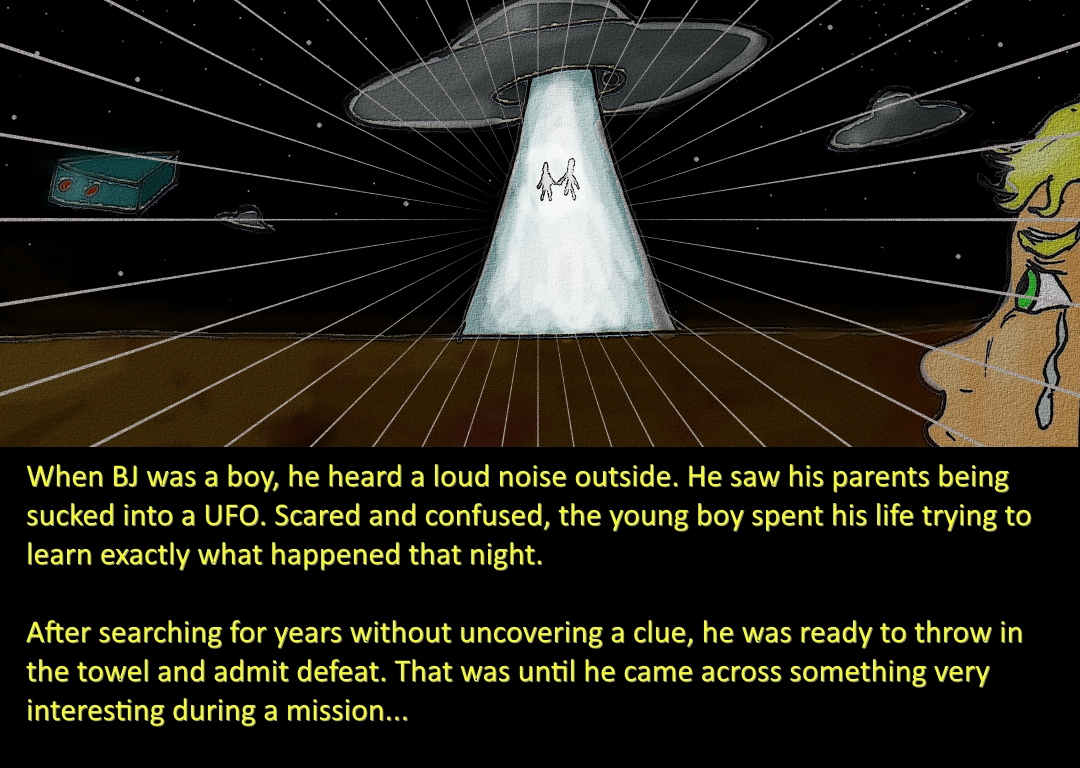 When BJ was a boy, he heard a loud noise outside. He saw his parents being
sucked into a UFO. Scared and confused, the young boy spent his life trying to
learn exactly what happened that night.
After searching for years without uncovering a clue, he was ready to throw in
the towel and admit defeat. That was until he came across something very
interesting during a mission...